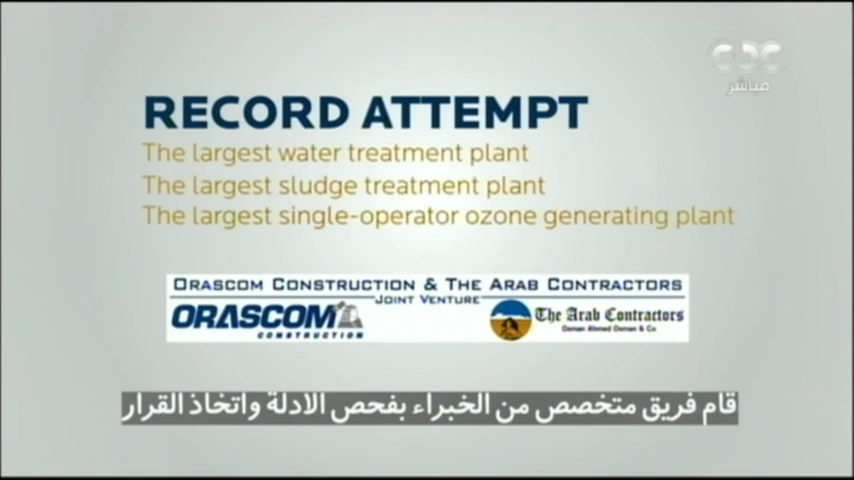 CBC
مباشر
RECORD ATTEMPT
The largest water treatment plant
The largest sludge treatment plant
The largest single-operator ozone generating plant
ORASCOM CONSTRUCTION & THE ARAB CONTRACTORS
JOINT VENTURE
ORASCOM
CONSTRUCTION
The Arab Contractors
Osman Ahmed Osman & Co
قام فريق متخصص من الخبراء بفحص الادلة واتخاذ القرار